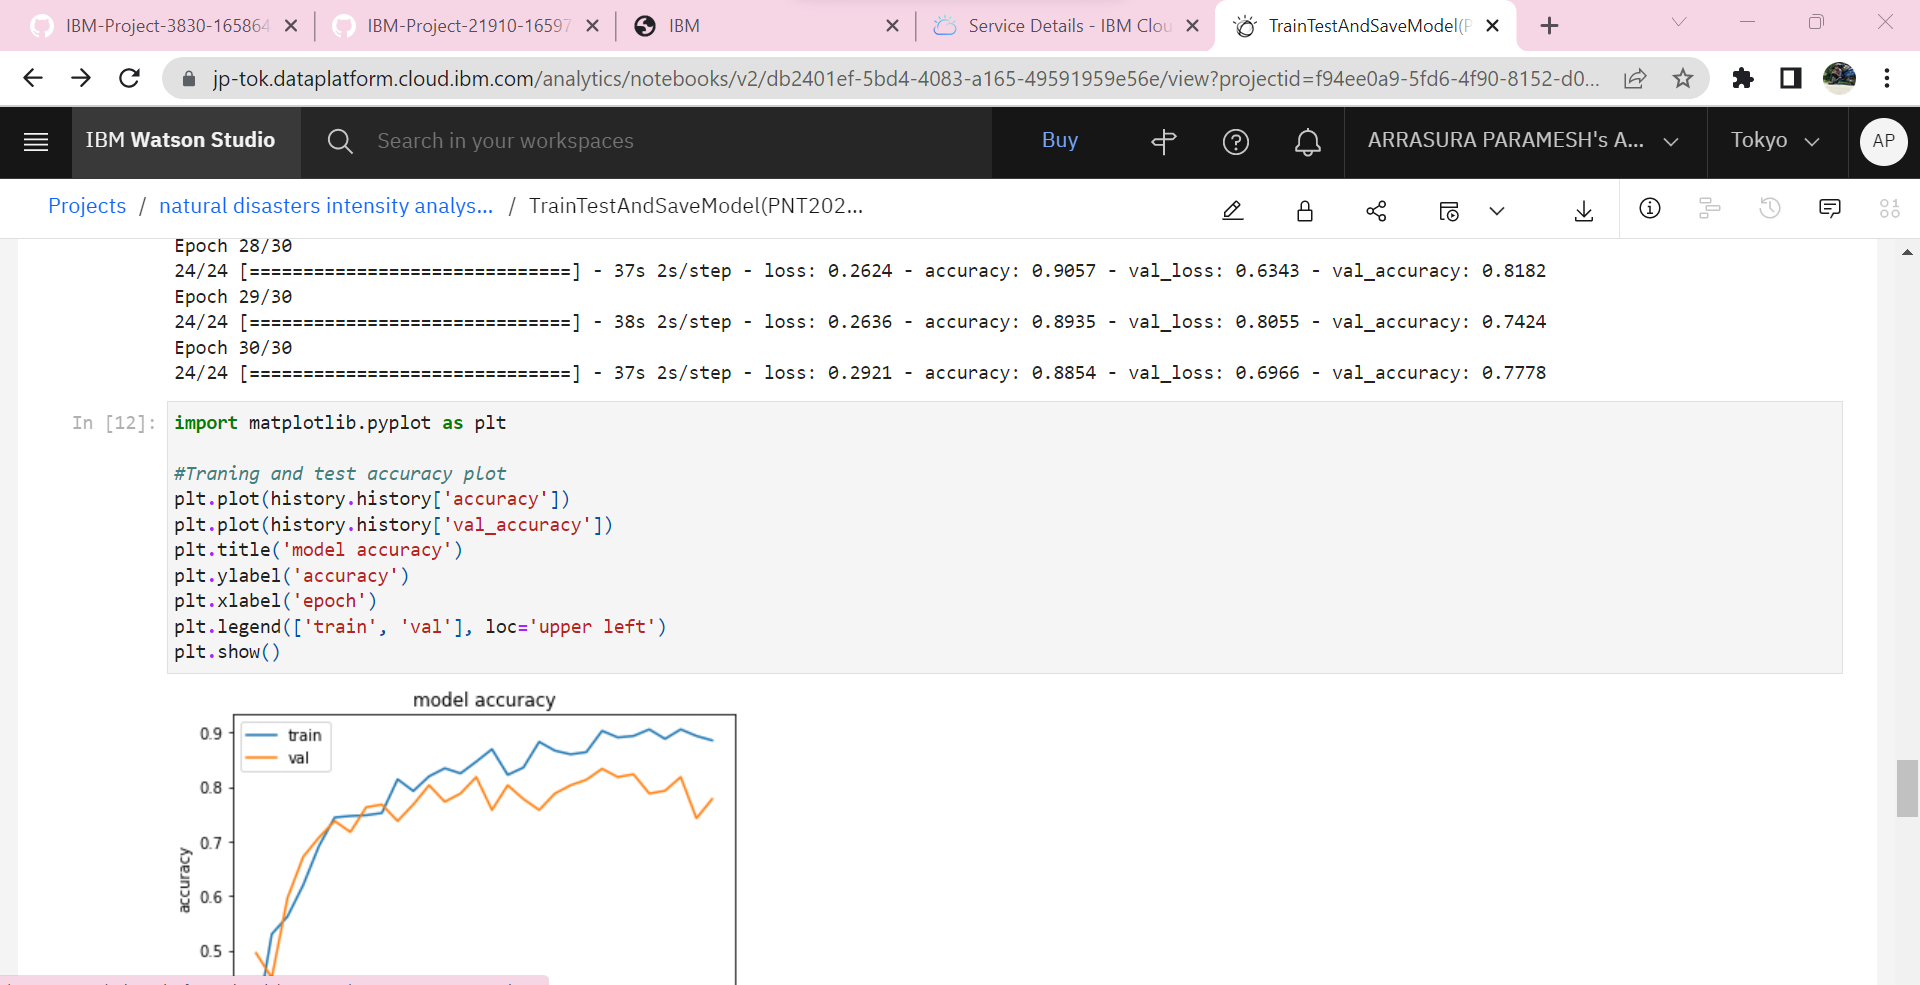 IBM-Project-3830-165864
IBM-Project-21910-16597
IBM
Service Details - IBM Clou
TrainTestAndSaveModel(P
jp-tok.dataplatform.cloud.ibm.com/analytics/notebooks/v2/db2401ef-5bd4-4083-a165-49591959e56e/view?projectid=f94ee0a9-5fd6-4f90-8152-d0...
IBM Watson Studio
Search in your workspaces
Buy
ARRASURA PARAMESH's A...
Tokyo
AP
Projects / natural disasters intensity analys... / TrainTestAndSaveModel(PNT202...
Epoch 28/30
24/24 [==============================] - 37s 2s/step - loss: 0.2624 - accuracy: 0.9057 - val_loss: 0.6343 - val_accuracy: 0.8182
Epoch 29/30
24/24 [==============================] - 38s 2s/step - loss: 0.2636 - accuracy: 0.8935 - val_loss: 0.8055 - val_accuracy: 0.7424
Epoch 30/30
24/24 [==============================] - 37s 2s/step - loss: 0.2921 - accuracy: 0.8854 - val_loss: 0.6966 - val_accuracy: 0.7778
In [12]: import matplotlib.pyplot as plt
#Traning and test accuracy plot
plt.plot(history.history['accuracy'])
plt.plot(history.history['val_accuracy'])
plt.title('model accuracy')
plt.ylabel('accuracy')
plt.xlabel('epoch')
plt.legend(['train', 'val'], loc='upper left')
plt.show()
model accuracy
train
val
0.9
0.8
0.7
0.6
0.5
accuracy